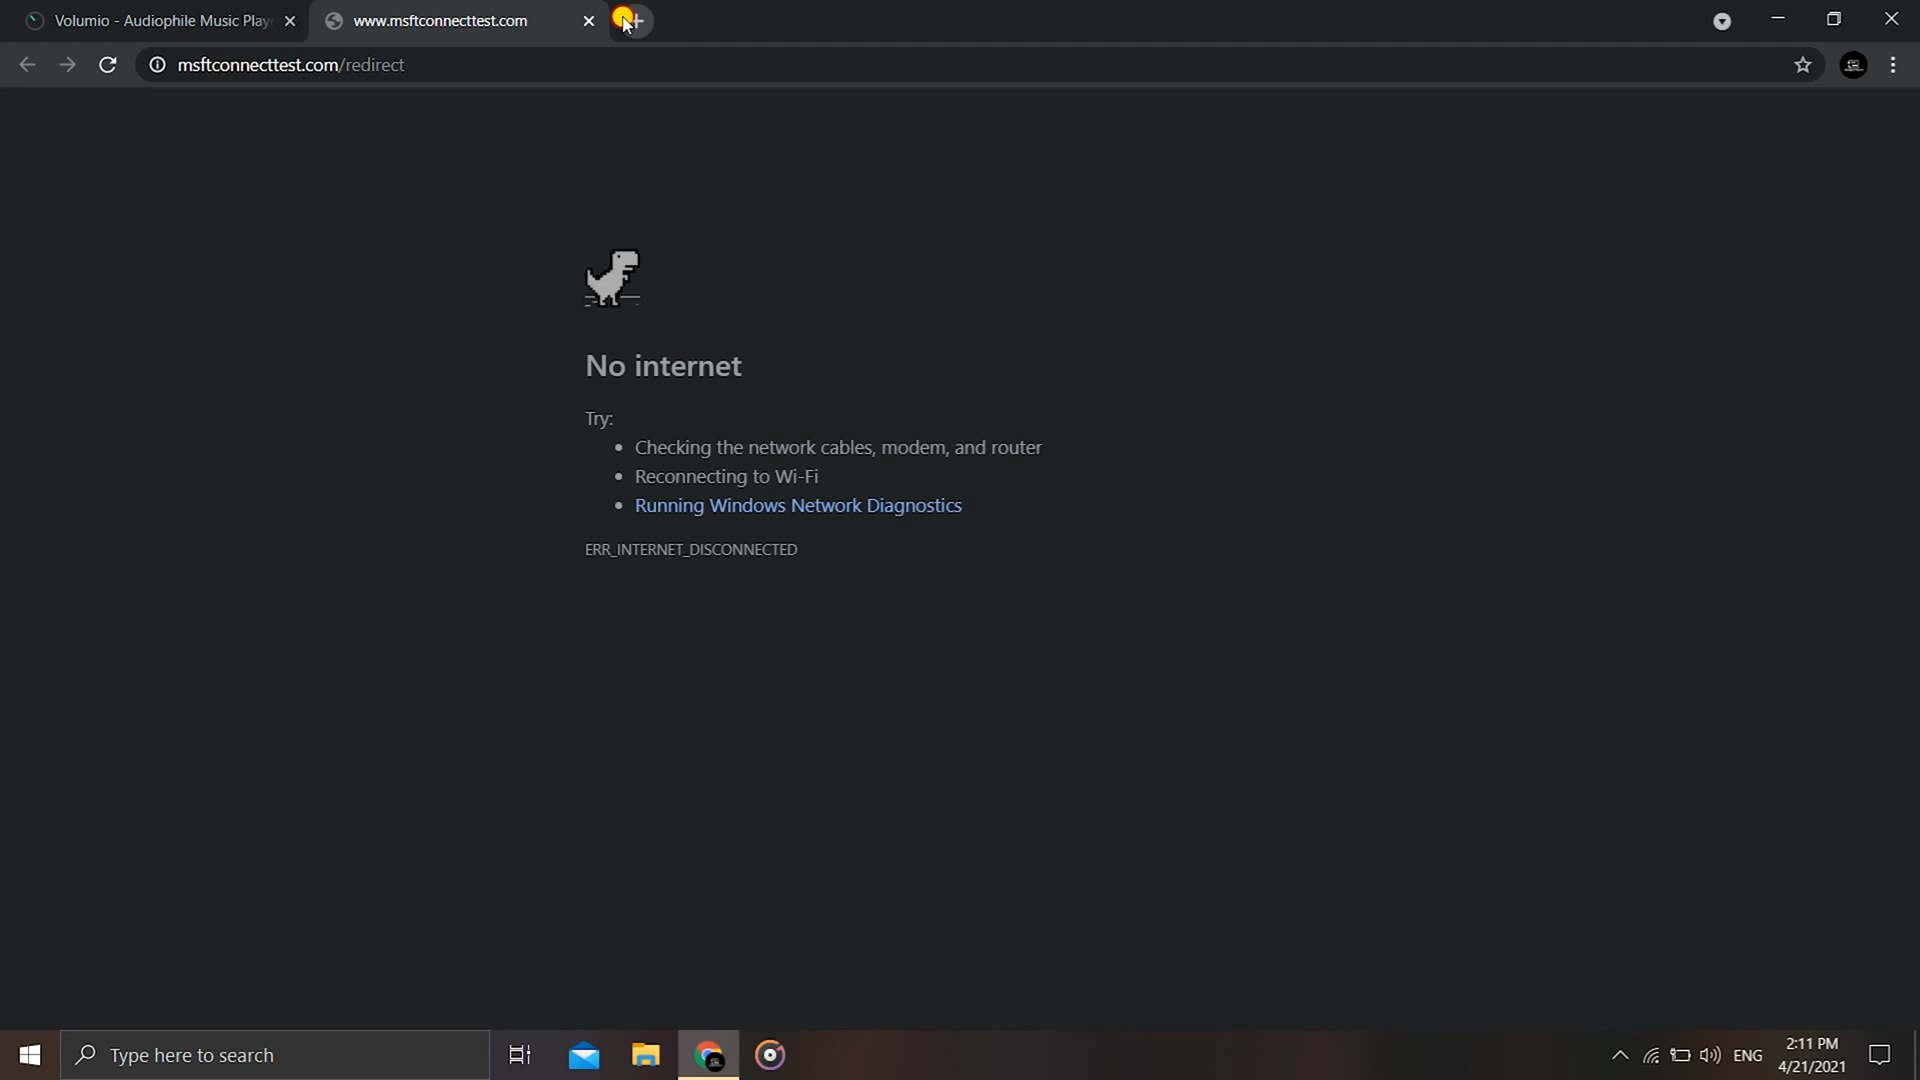 Volumio - Audiophile Music Play
www.msftconnecttest.com
msftconnecttest.com/redirect
No internet
Try:
Checking the network cables, modem, and router
Reconnecting to Wi-Fi
Running Windows Network Diagnostics
ERR_INTERNET_DISCONNECTED
Type here to search
ENG
2:11 PM
4/21/2021